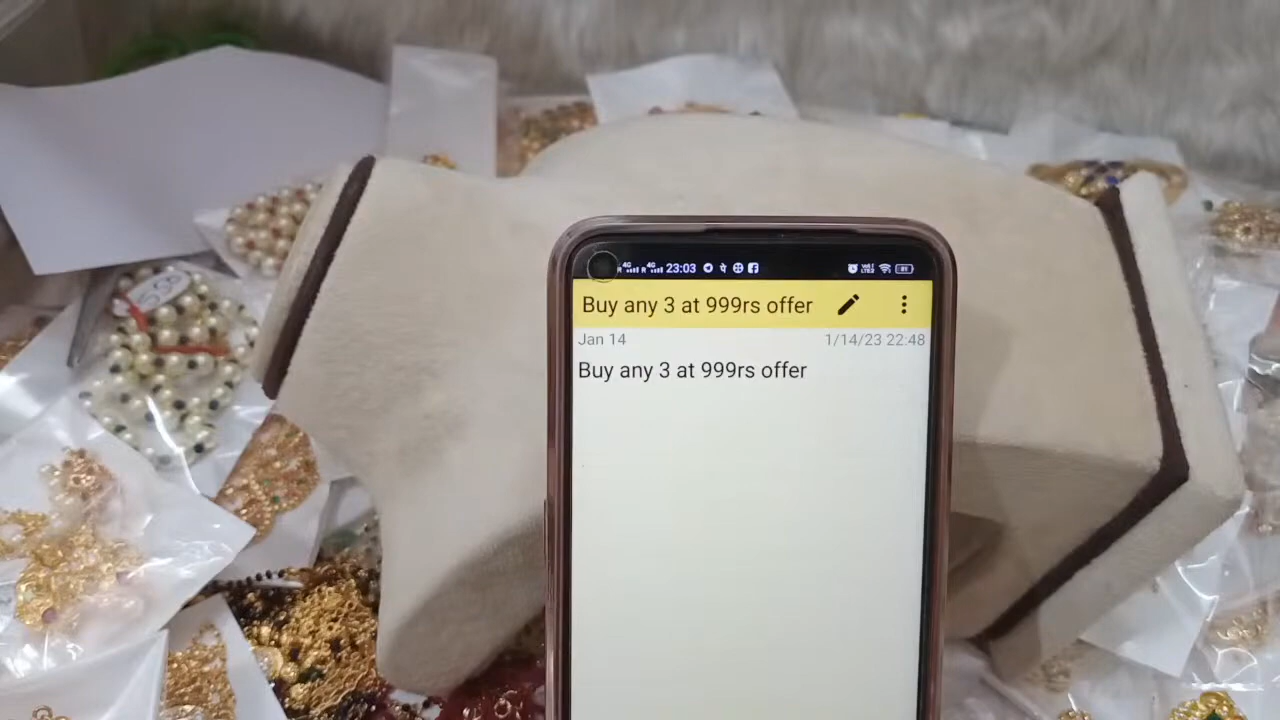 23:03
Buy any 3 at 999rs offer
Jan 14
1/14/23 22:48
Buy any 3 at 999rs offer